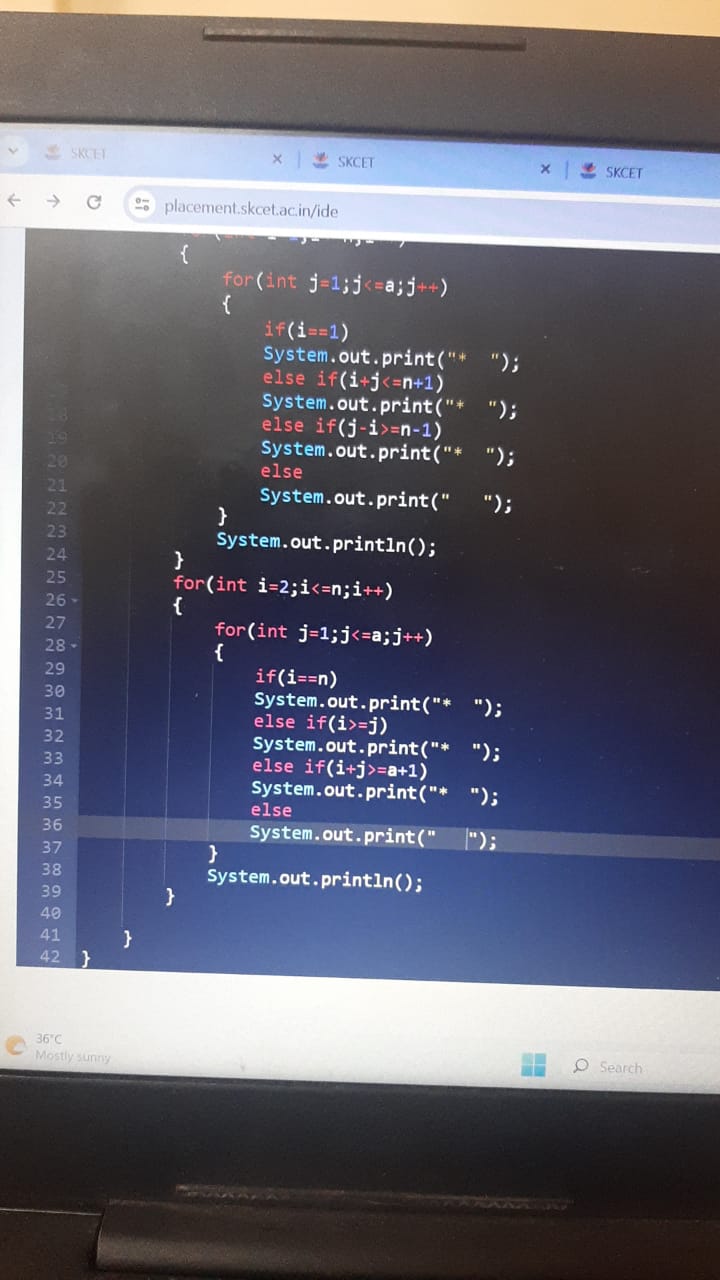 SKCET
SKCET
SKCET
placement.skcet.ac.in/ide
{
for(int j=1;j<=a;j++)
{
if(i==1)
System.out.print("*  ");
else if(i+j<=n+1)
18 System.out.print("*  ");
19 else if(j-i>=n-1)
20 System.out.print("*  ");
21 else
22 System.out.print("   ");
23 }
24 System.out.println();
25 }
26 for(int i=2;i<=n;i++)
27 {
28 for(int j=1;j<=a;j++)
29 {
30 if(i==n)
31 System.out.print("*  ");
32 else if(i>=j)
33 System.out.print("*  ");
34 else if(i+j>=a+1)
35 System.out.print("*  ");
36 else
37 System.out.print("   ");
38 }
39 System.out.println();
40 }
41 }
42 }
36°C
Mostly sunny
Search